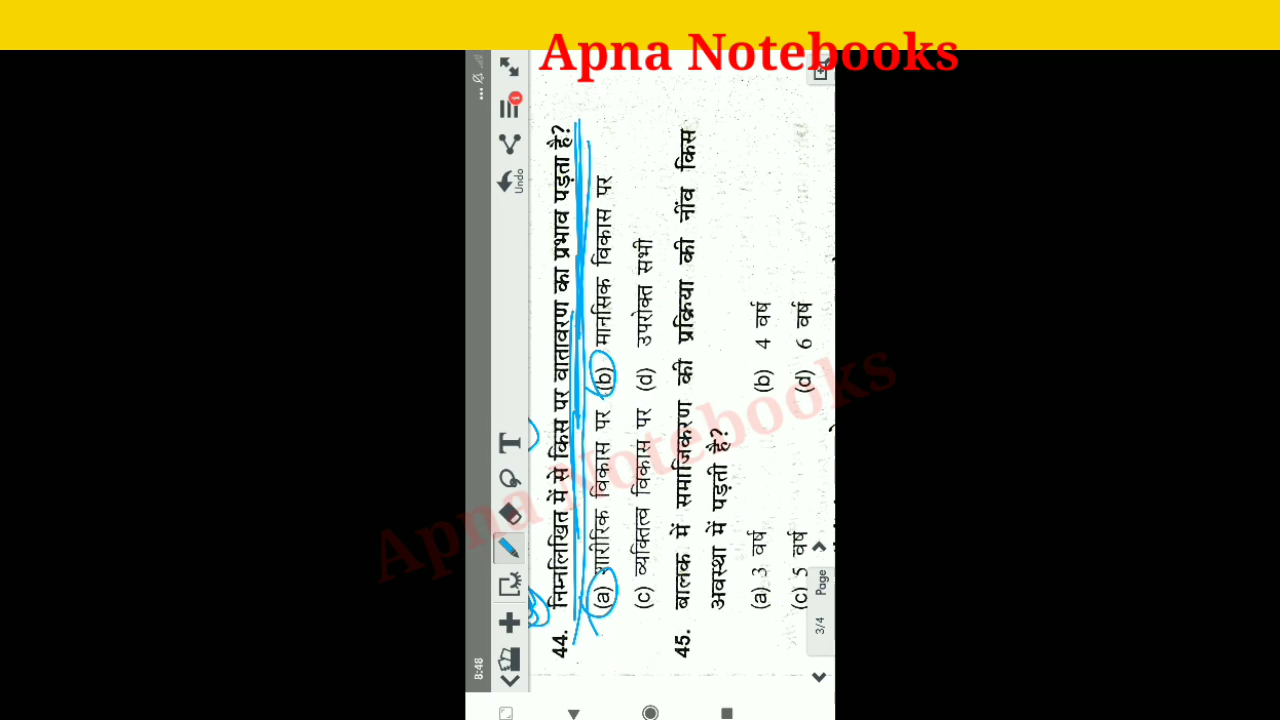 Apna Notebooks
8:48
Undo
T
44. निम्नलिखित में से किस पर वातावरण का प्रभाव पड़ता है?
(a) शारीरिक विकास पर (b) मानसिक विकास पर
(c) व्यक्तित्व विकास पर (d) उपरोक्त सभी
45. बालक में समाजिकरण की प्रक्रिया की नींव किस
अवस्था में पड़ती है?
(a) 3 वर्ष (b) 4 वर्ष
(c) 5 वर्ष (d) 6 वर्ष
3/4 Page
Apna Notebooks